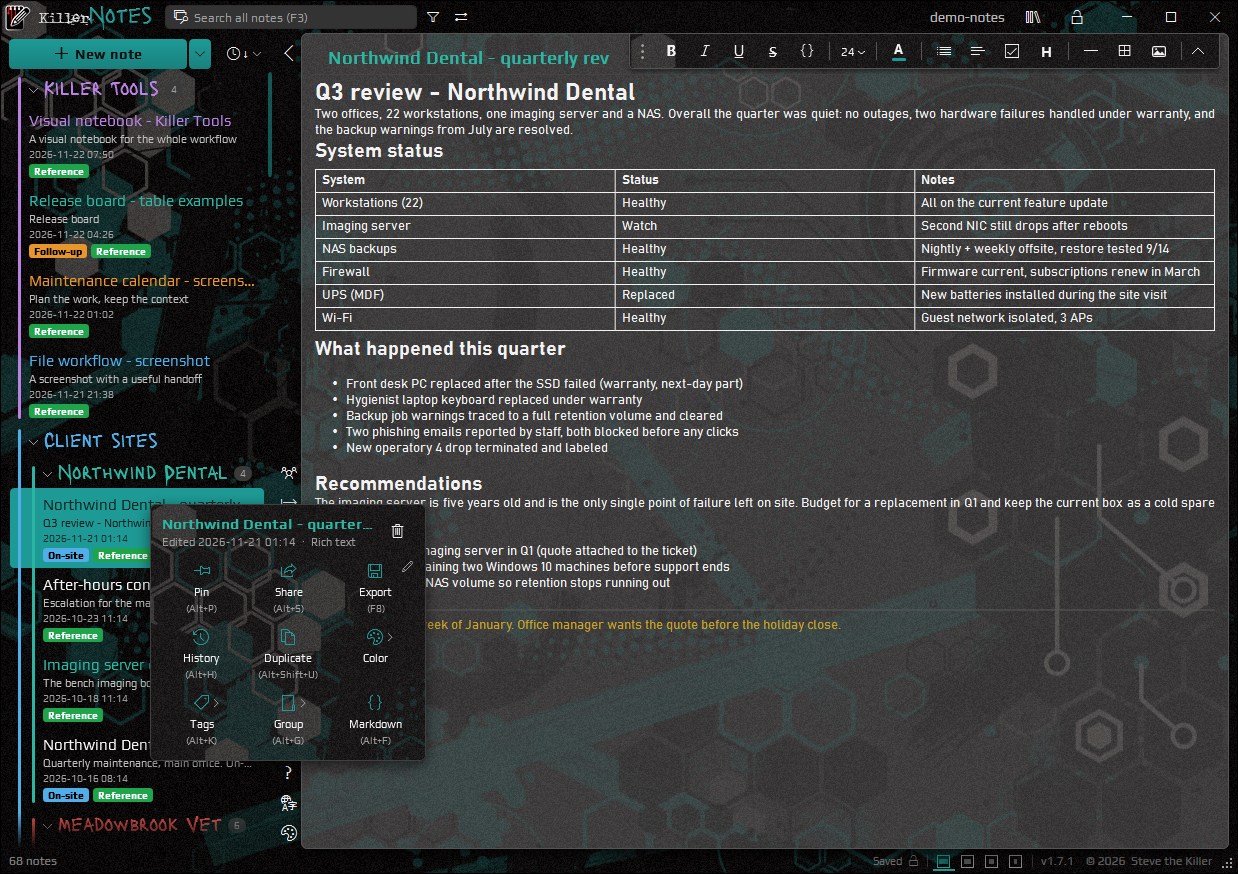 KillerNotes
Search all notes (F3)
demo-notes
+ New note
KILLER TOOLS 4
Visual notebook - Killer Tools
A visual notebook for the whole workflow
2026-11-22 07:50
Reference
Release board - table examples
Release board
2026-11-22 04:26
Follow-up Reference
Maintenance calendar - screens...
Plan the work, keep the context
2026-11-22 01:02
Reference
File workflow - screenshot
A screenshot with a useful handoff
2026-11-21 21:38
Reference
CLIENT SITES
NORTHWIND DENTAL 4
Northwind Dental - quarterly
Q3 review - Northwin
2026-11-21 01:14
On-site Reference
After-hours con
Escalation for the ma
2026-10-23 11:14
Reference
Imaging server
The bench imaging bo
2026-10-18 11:14
Reference
Northwind Dent
Quarterly maintenance, main office. On-...
2026-10-16 08:14
On-site Reference
MEADOWBROOK VET 6
68 notes
Northwind Dental - quarterly rev
B I U S {} 24 A H
Q3 review - Northwind Dental
Two offices, 22 workstations, one imaging server and a NAS. Overall the quarter was quiet: no outages, two hardware failures handled under warranty, and
the backup warnings from July are resolved.
System status
System Status Notes
Workstations (22) Healthy All on the current feature update
Imaging server Watch Second NIC still drops after reboots
NAS backups Healthy Nightly + weekly offsite, restore tested 9/14
Firewall Healthy Firmware current, subscriptions renew in March
UPS (MDF) Replaced New batteries installed during the site visit
Wi-Fi Healthy Guest network isolated, 3 APs
What happened this quarter
• Front desk PC replaced after the SSD failed (warranty, next-day part)
• Hygienist laptop keyboard replaced under warranty
• Backup job warnings traced to a full retention volume and cleared
• Two phishing emails reported by staff, both blocked before any clicks
• New operatory 4 drop terminated and labeled
Recommendations
The imaging server is five years old and is the only single point of failure left on site. Budget for a replacement in Q1 and keep the current box as a cold spare
maging server in Q1 (quote attached to the ticket)
aining two Windows 10 machines before support ends
NAS volume so retention stops running out
eek of January. Office manager wants the quote before the holiday close.
Northwind Dental - quarter...
Edited 2026-11-21 01:14 · Rich text
Pin Share Export
(Alt+P) (Alt+S) (F8)
History Duplicate Color
(Alt+H) (Alt+Shift+U)
Tags Group Markdown
(Alt+K) (Alt+G) (Alt+F)
?
Saved
v1.7.1 © 2026 Steve the Killer